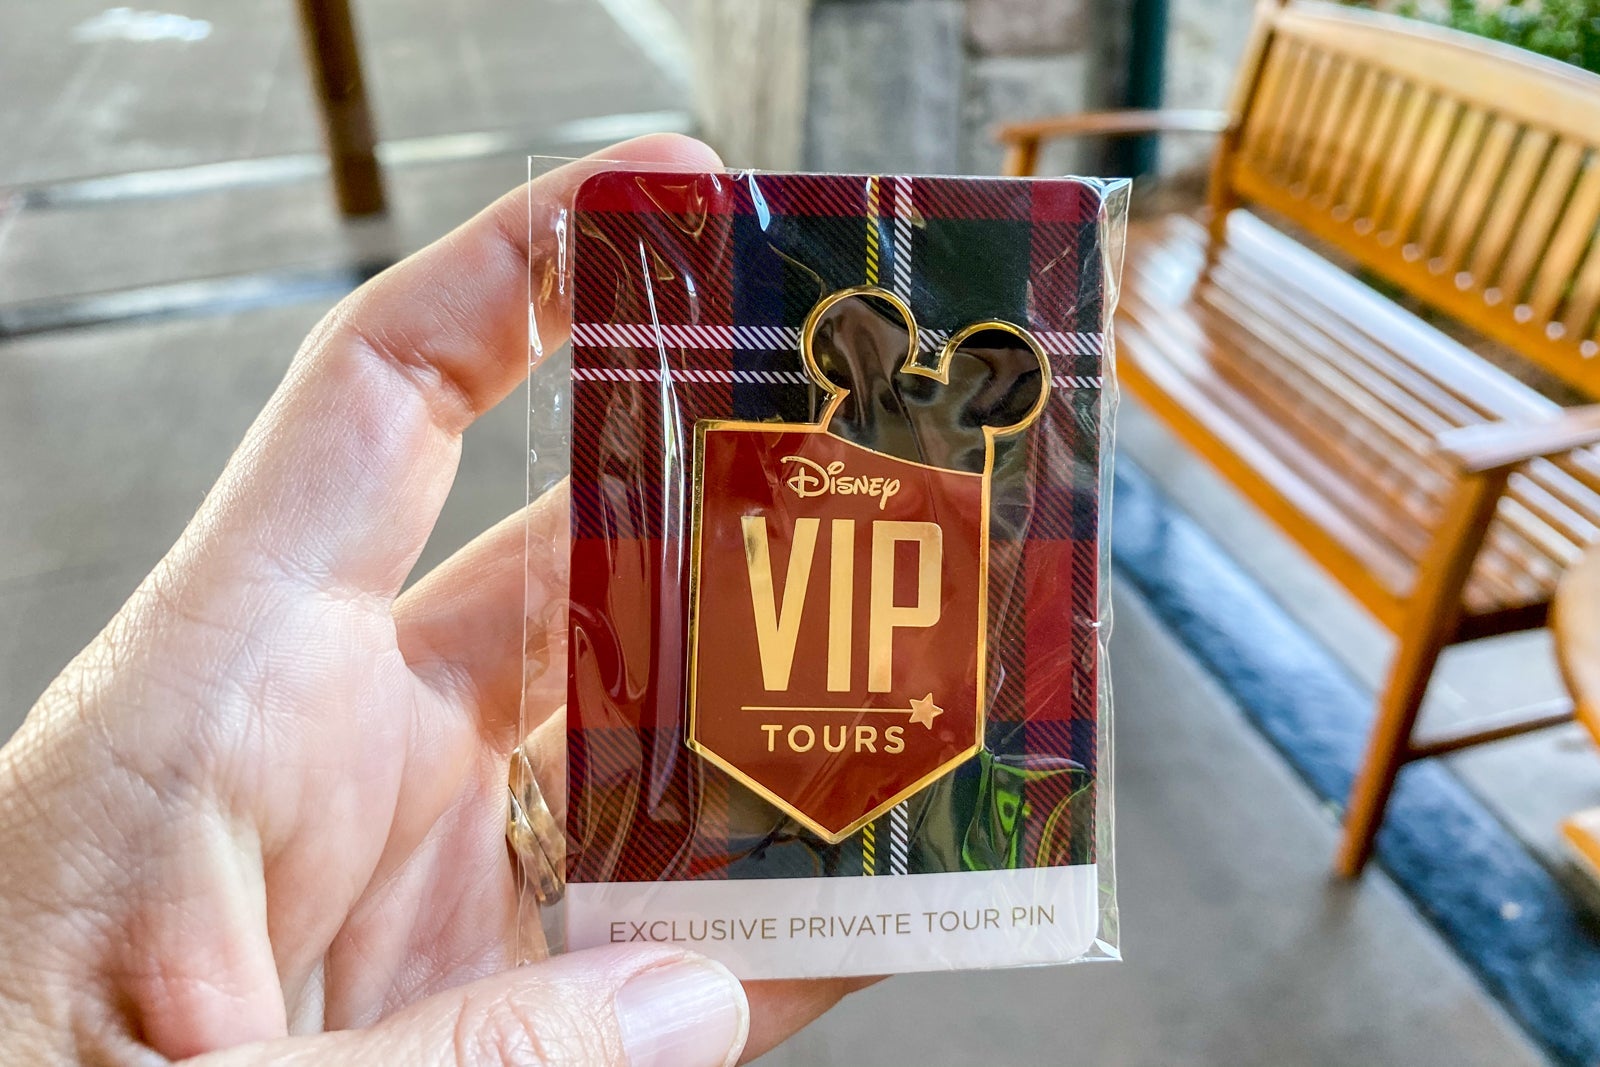 Disney
VIP
TOURS
EXCLUSIVE PRIVATE TOUR PIN